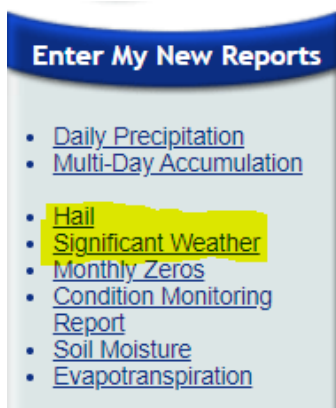 Enter My New Reports
Daily Precipitation
Multi-Day Accumulation
Hail
Significant Weather
Monthly Zeros
Condition Monitoring
Report
Soil Moisture
Evapotranspiration